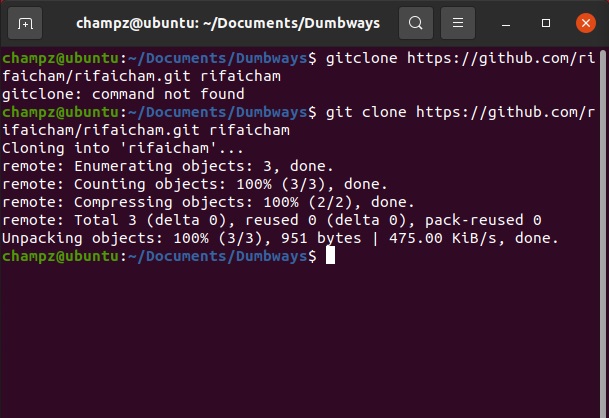 champz@ubuntu: ~/Documents/Dumbways
champz@ubuntu:~/Documents/Dumbways$ gitclone https://github.com/ri
faicham/rifaicham.git rifaicham
gitclone: command not found
champz@ubuntu:~/Documents/Dumbways$ git clone https://github.com/r
ifaicham/rifaicham.git rifaicham
Cloning into 'rifaicham'...
remote: Enumerating objects: 3, done.
remote: Counting objects: 100% (3/3), done.
remote: Compressing objects: 100% (2/2), done.
remote: Total 3 (delta 0), reused 0 (delta 0), pack-reused 0
Unpacking objects: 100% (3/3), 951 bytes | 475.00 KiB/s, done.
champz@ubuntu:~/Documents/Dumbways$